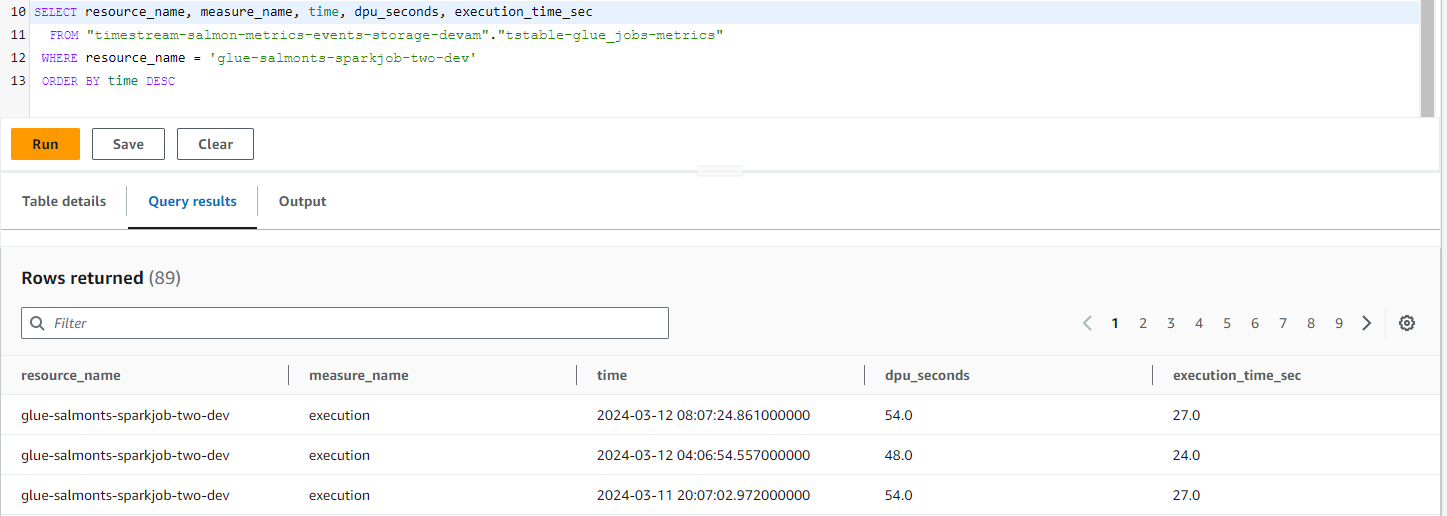 10 SELECT resource_name, measure_name, time, dpu_seconds, execution_time_sec
11 FROM "timestream-salmon-metrics-events-storage-devam"."tstable-glue_jobs-metrics"
12 WHERE resource_name = 'glue-salmonts-sparkjob-two-dev'
13 ORDER BY time DESC
Run Save Clear
Table details Query results Output
Rows returned (89)
Filter 1 2 3 4 5 6 7 8 9
resource_name measure_name time dpu_seconds execution_time_sec
glue-salmonts-sparkjob-two-dev execution 2024-03-12 08:07:24.861000000 54.0 27.0
glue-salmonts-sparkjob-two-dev execution 2024-03-12 04:06:54.557000000 48.0 24.0
glue-salmonts-sparkjob-two-dev execution 2024-03-11 20:07:02.972000000 54.0 27.0